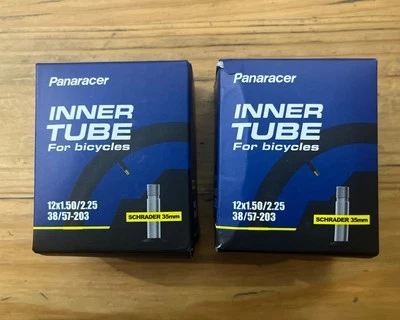 Panaracer
INNER
TUBE
For bicycles
12x1.50/2.25
38/57-203
SCHRADER 35mm
Panaracer
INNER
TUBE
For bicycles
12x1.50/2.25
38/57-203
SCHRADER 35mm